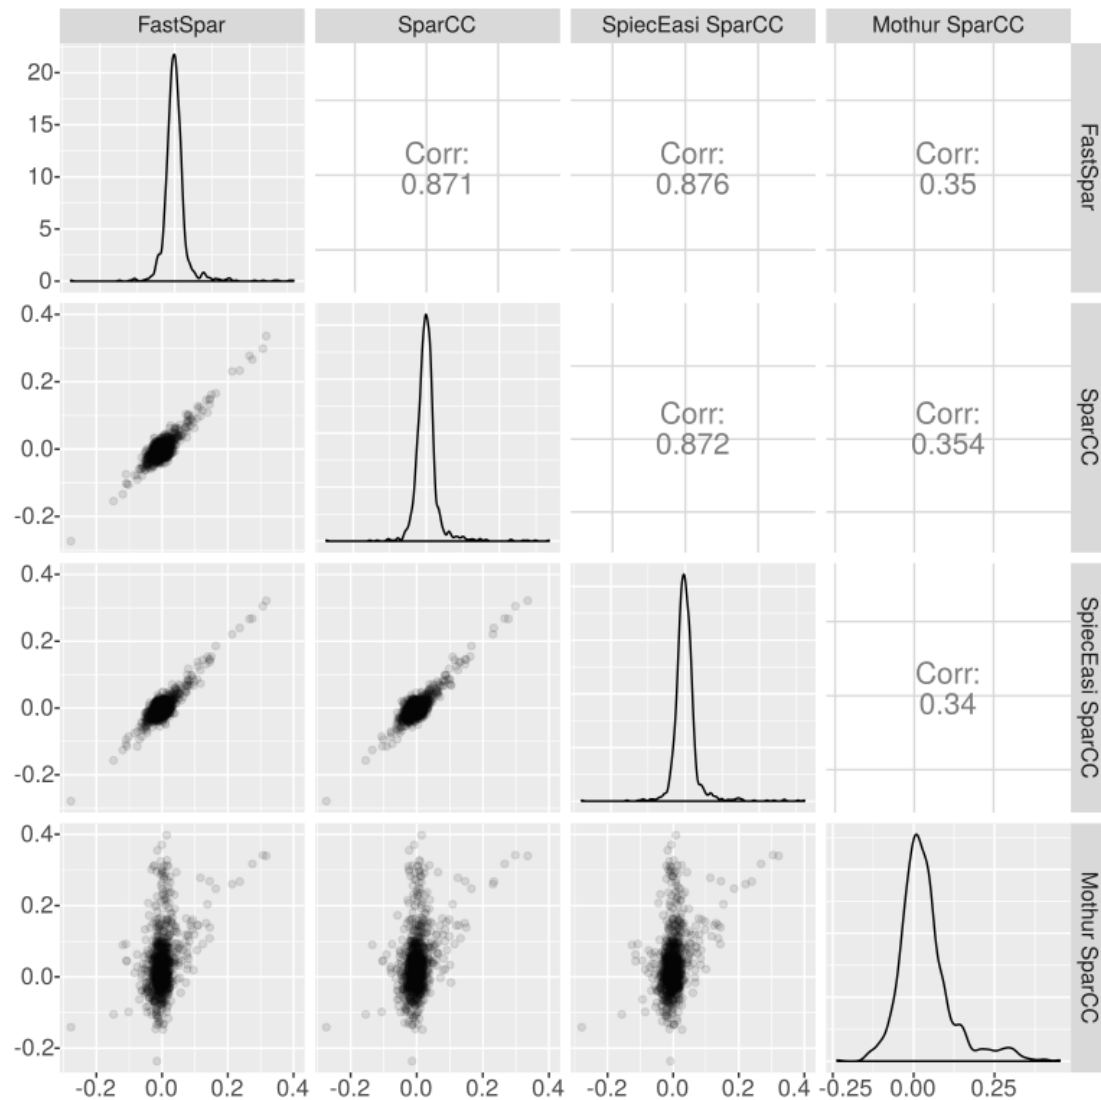 FastSpar SparCC SpiecEasi SparCC Mothur SparCC
20
15
10
5
0
Corr:
0.871
Corr:
0.876
Corr:
0.35
FastSpar
0.4
0.2
0.0
-0.2
Corr:
0.872
Corr:
0.354
SparCC
0.4
0.2
0.0
-0.2
Corr:
0.34
SpiecEasi SparCC
0.4
0.2
0.0
-0.2
Mothur SparCC
-0.2 0.0 0.2 0.4 -0.2 0.0 0.2 0.4 -0.2 0.0 0.2 0.4 -0.25 0.00 0.25